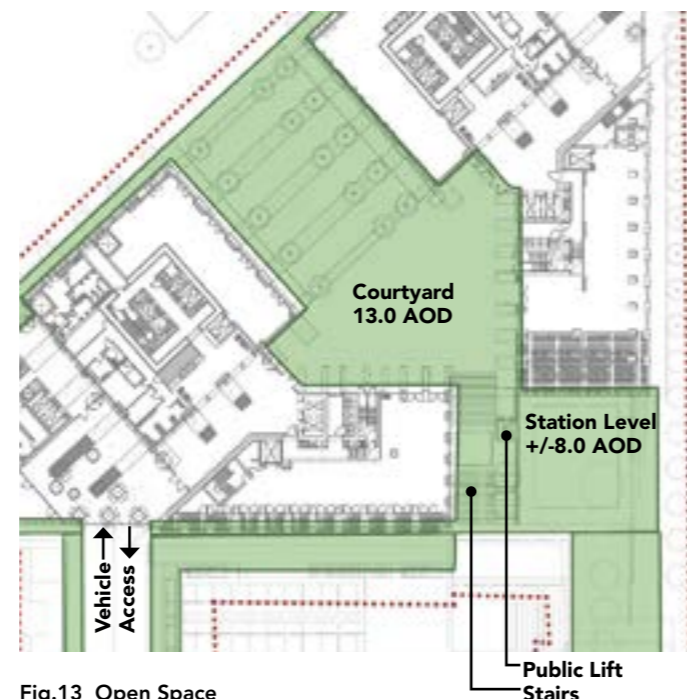 Courtyard
13.0 AOD
Station Level
+/-8.0 AOD
Vehicle
Access
Public Lift
Stairs
Fig.13 Open Space